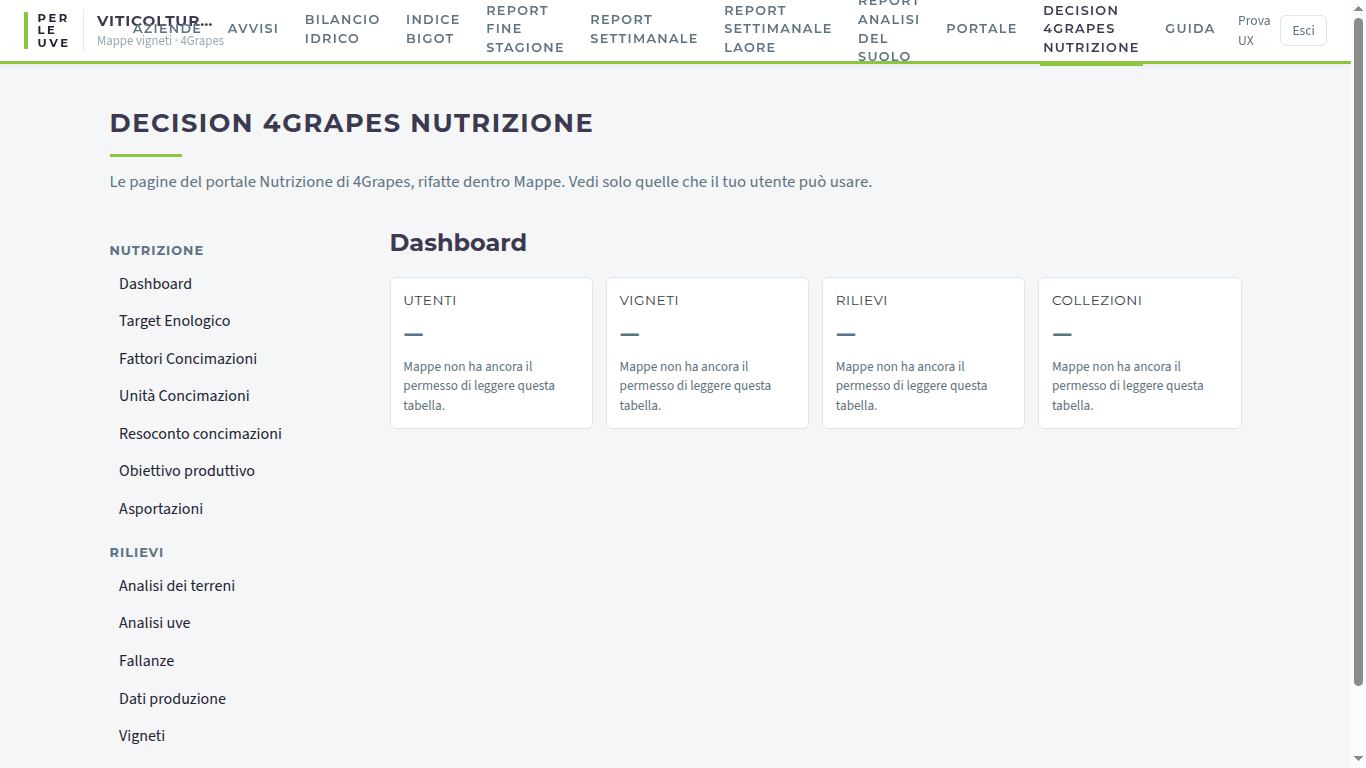 PER
LE
UVE
VITICOLTUR...
Mappe vigneti · 4Grapes
AZIENDE
AVVISI
BILANCIO
IDRICO
INDICE
BIGOT
REPORT
FINE
STAGIONE
REPORT
SETTIMANALE
REPORT
SETTIMANALE
LAORE
REPORT
ANALISI
DEL
SUOLO
PORTALE
DECISION
4GRAPES
NUTRIZIONE
GUIDA
Prova
UX
Esci
DECISION 4GRAPES NUTRIZIONE
Le pagine del portale Nutrizione di 4Grapes, rifatte dentro Mappe. Vedi solo quelle che il tuo utente può usare.
NUTRIZIONE
Dashboard
Target Enologico
Fattori Concimazioni
Unità Concimazioni
Resoconto concimazioni
Obiettivo produttivo
Asportazioni
RILIEVI
Analisi dei terreni
Analisi uve
Fallanze
Dati produzione
Vigneti
Dashboard
UTENTI
—
Mappe non ha ancora il
permesso di leggere questa
tabella.
VIGNETI
—
Mappe non ha ancora il
permesso di leggere questa
tabella.
RILIEVI
—
Mappe non ha ancora il
permesso di leggere questa
tabella.
COLLEZIONI
—
Mappe non ha ancora il
permesso di leggere questa
tabella.